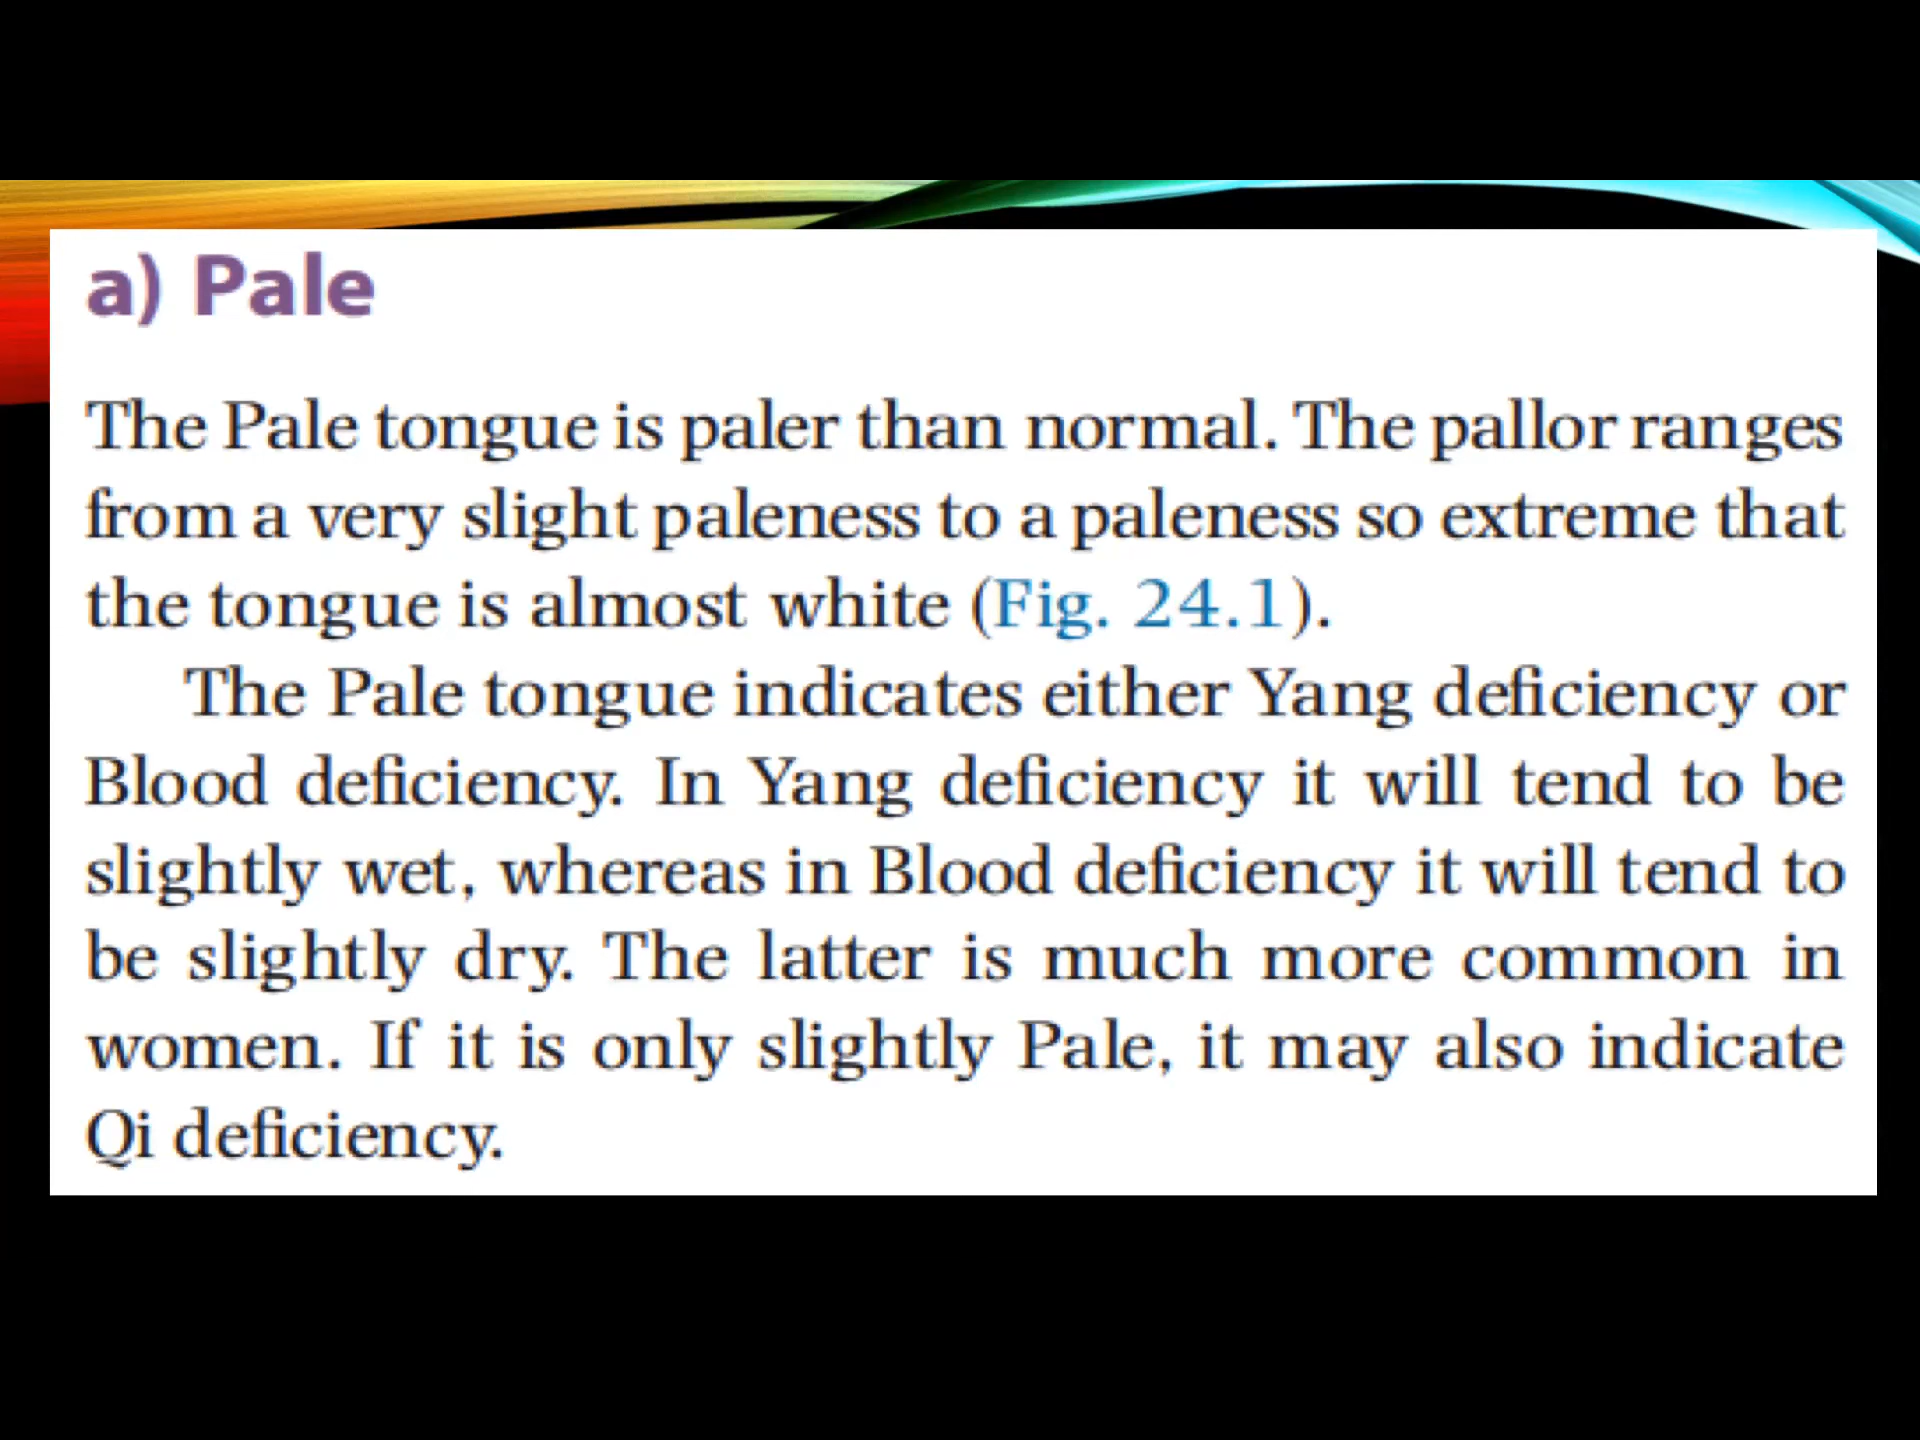 a) Pale
The Pale tongue is paler than normal. The pallor ranges
from a very slight paleness to a paleness so extreme that
the tongue is almost white (Fig. 24.1).
The Pale tongue indicates either Yang deficiency or
Blood deficiency. In Yang deficiency it will tend to be
slightly wet, whereas in Blood deficiency it will tend to
be slightly dry. The latter is much more common in
women. If it is only slightly Pale, it may also indicate
Qi deficiency.